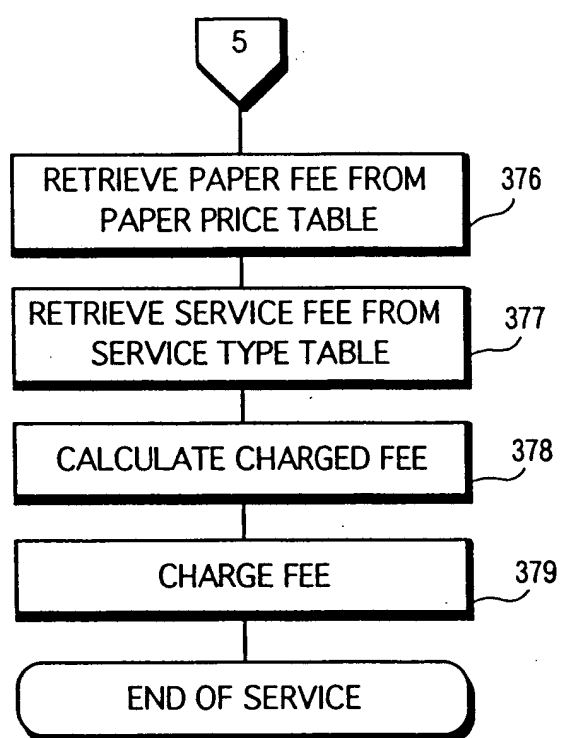 5
RETRIEVE PAPER FEE FROM
PAPER PRICE TABLE
376
RETRIEVE SERVICE FEE FROM
SERVICE TYPE TABLE
377
CALCULATE CHARGED FEE
378
CHARGE FEE
379
END OF SERVICE